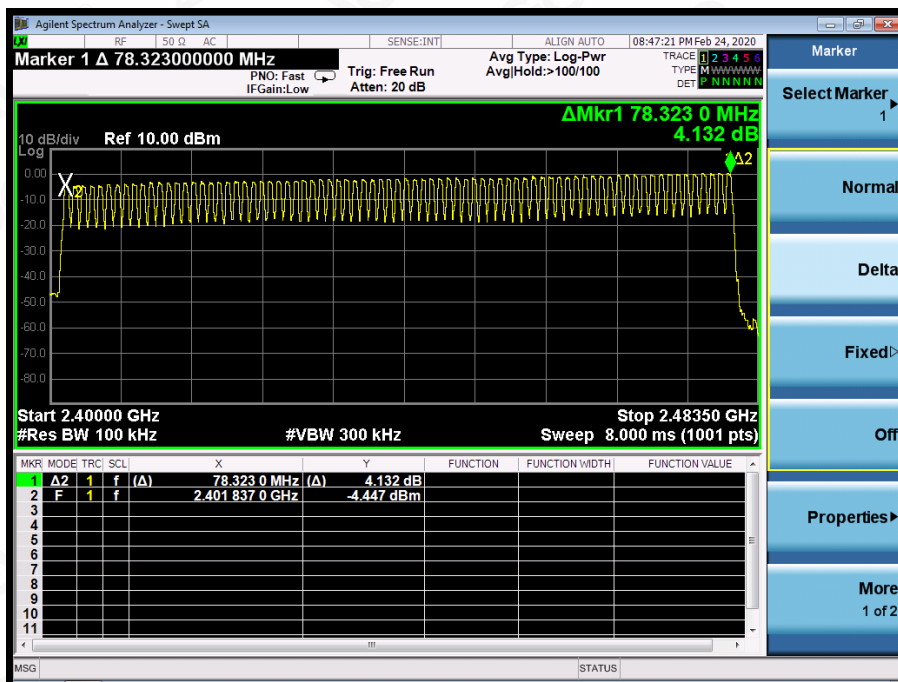 Agilent Spectrum Analyzer - Swept SA
LXI RF 50 Ω AC SENSE:INT ALIGN AUTO 08:47:21 PM Feb 24, 2020
Marker 1 Δ 78.323000000 MHz
PNO: Fast
IFGain:Low
Trig: Free Run
Atten: 20 dB
Avg Type: Log-Pwr
Avg|Hold:>100/100
TRACE 1 2 3 4 5 6
TYPE M WWWWW
DET P N N N N N
ΔMkr1 78.323 0 MHz
4.132 dB
10 dB/div Ref 10.00 dBm
Log
1Δ2
0.00
X2
-10.0
-20.0
-30.0
-40.0
-50.0
-60.0
-70.0
-80.0
Start 2.40000 GHz Stop 2.48350 GHz
#Res BW 100 kHz #VBW 300 kHz Sweep 8.000 ms (1001 pts)
MKR MODE TRC SCL X Y FUNCTION FUNCTION WIDTH FUNCTION VALUE
1 Δ2 1 f (Δ) 78.323 0 MHz (Δ) 4.132 dB
2 F 1 f 2.401 837 0 GHz -4.447 dBm
3
4
5
6
7
8
9
10
11
MSG STATUS
Marker
Select Marker
1
Normal
Delta
Fixed
Off
Properties
More
1 of 2